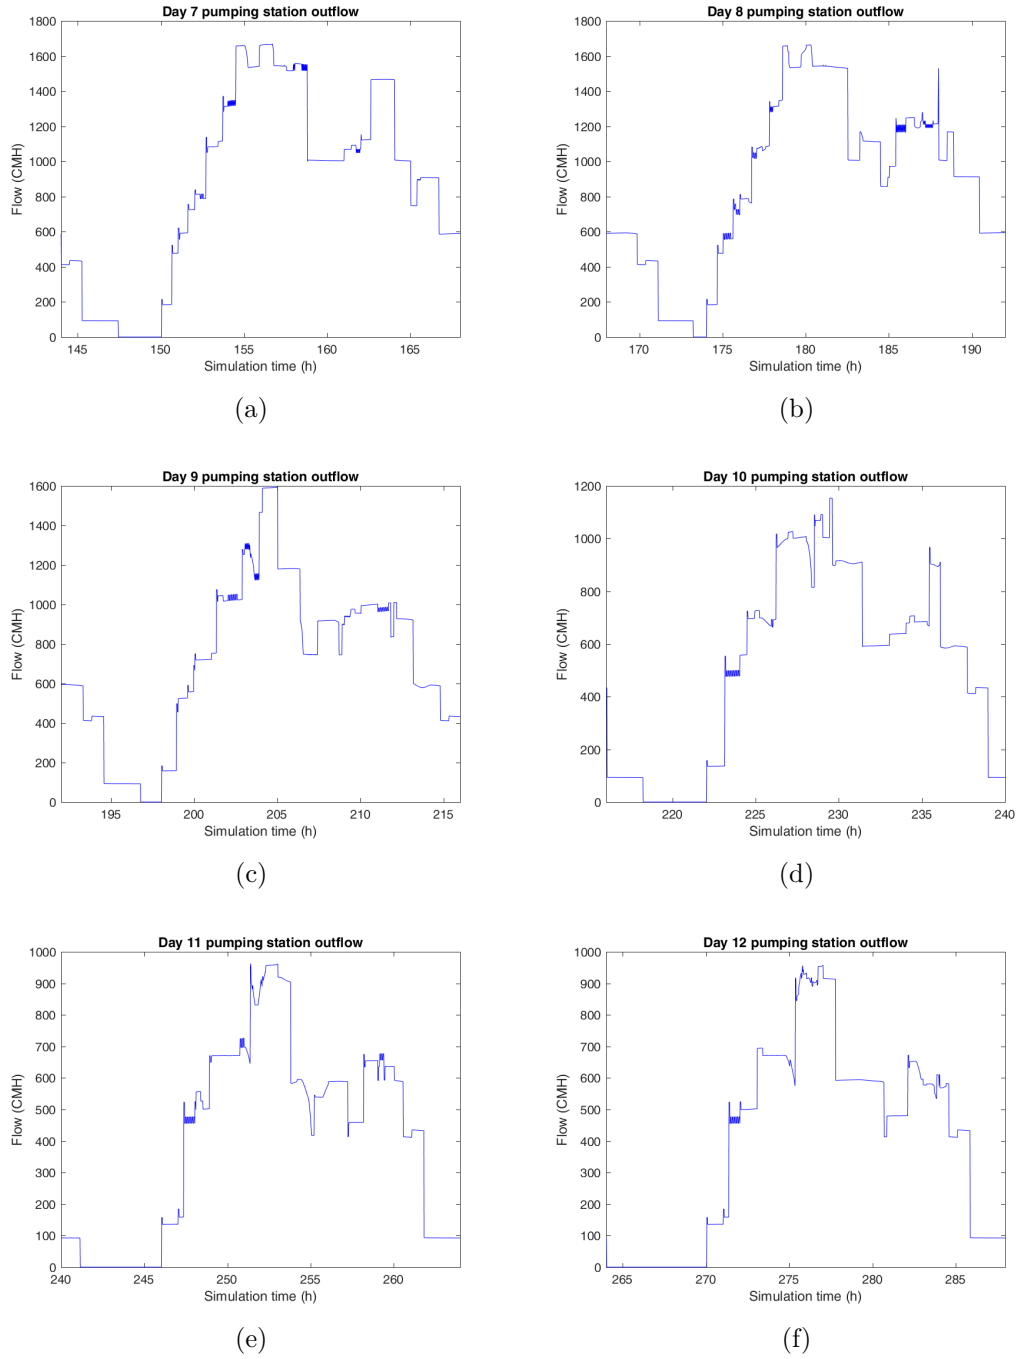 Day 7 pumping station outflow
1800
1600
1400
1200
1000
800
600
400
200
0
Flow (CMH)
145 150 155 160 165
Simulation time (h)
(a)
Day 8 pumping station outflow
1800
1600
1400
1200
1000
800
600
400
200
0
Flow (CMH)
170 175 180 185 190
Simulation time (h)
(b)
Day 9 pumping station outflow
1600
1400
1200
1000
800
600
400
200
0
Flow (CMH)
195 200 205 210 215
Simulation time (h)
(c)
Day 10 pumping station outflow
1200
1000
800
600
400
200
0
Flow (CMH)
220 225 230 235 240
Simulation time (h)
(d)
Day 11 pumping station outflow
1000
900
800
700
600
500
400
300
200
100
0
Flow (CMH)
240 245 250 255 260
Simulation time (h)
(e)
Day 12 pumping station outflow
1000
900
800
700
600
500
400
300
200
100
0
Flow (CMH)
265 270 275 280 285
Simulation time (h)
(f)